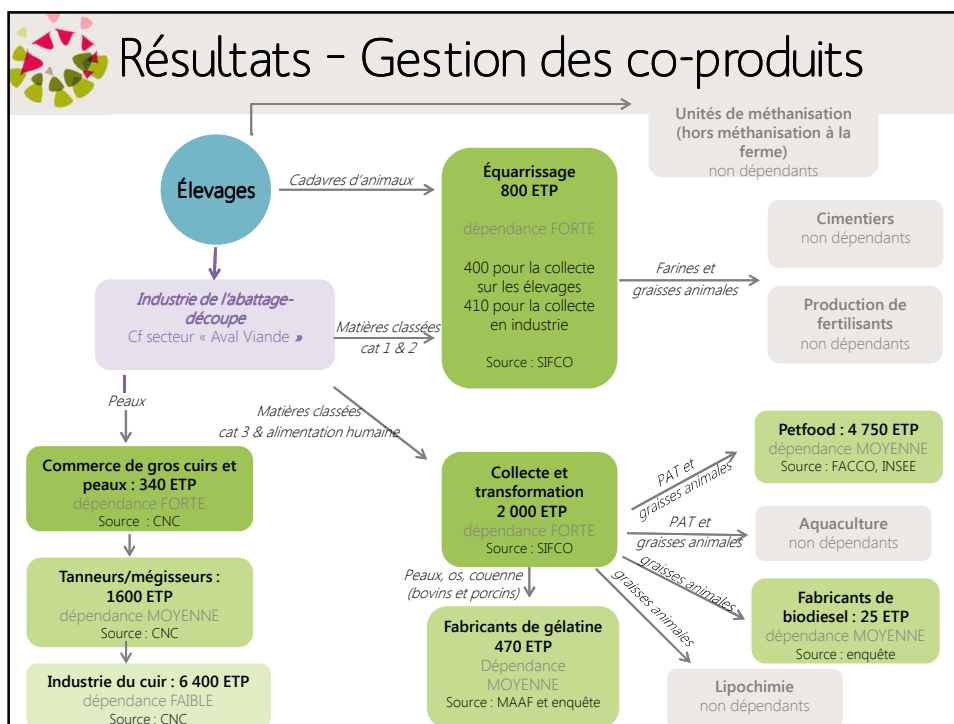 Résultats – Gestion des co-produits
Unités de méthanisation
(hors méthanisation à la
ferme)
non dépendants
Élevages
Cadavres d'animaux
Équarrissage
800 ETP
dépendance FORTE
400 pour la collecte
sur les élevages
410 pour la collecte
en industrie
Source : SIFCO
Farines et
graisses animales
Cimentiers
non dépendants
Production de
fertilisants
non dépendants
Industrie de l'abattage-
découpe
Cf secteur « Aval Viande »
Matières classées
cat 1 & 2
Peaux
Matières classées
cat 3 & alimentation humaine
Commerce de gros cuirs et
peaux : 340 ETP
dépendance FORTE
Source : CNC
Collecte et
transformation
2 000 ETP
dépendance FORTE
Source : SIFCO
PAT et
graisses animales
Petfood : 4 750 ETP
dépendance MOYENNE
Source : FACCO, INSEE
PAT et
graisses animales
Aquaculture
non dépendants
Tanneurs/mégisseurs :
1600 ETP
dépendance MOYENNE
Source : CNC
Peaux, os, couenne
(bovins et porcins)
graisses animales
graisses animales
Fabricants de
biodiesel : 25 ETP
dépendance MOYENNE
Source : enquête
Fabricants de gélatine
470 ETP
Dépendance
MOYENNE
Source : MAAF et enquête
Industrie du cuir : 6 400 ETP
dépendance FAIBLE
Source : CNC
Lipochimie
non dépendants